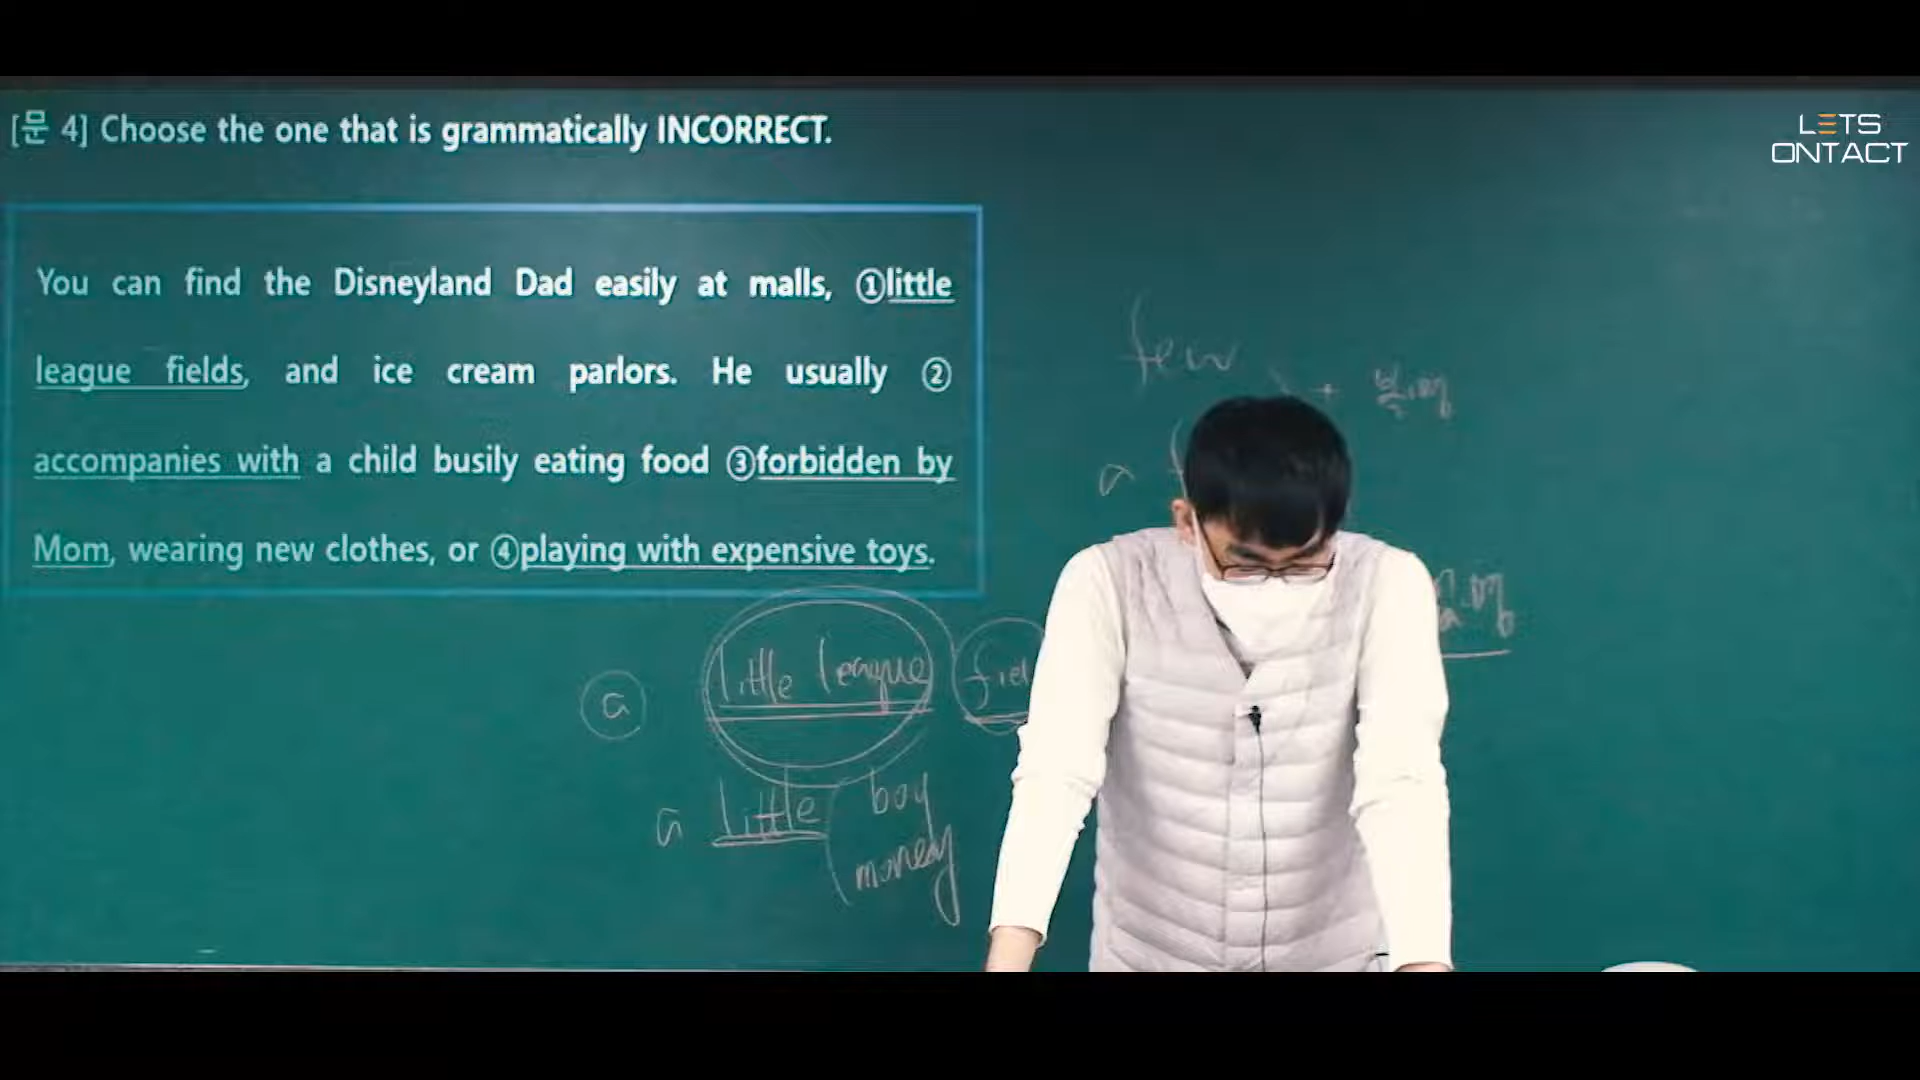 [문 4] Choose the one that is grammatically INCORRECT.
LETS
ONTACT
You can find the Disneyland Dad easily at malls, ①little
league fields, and ice cream parlors. He usually ②
accompanies with a child busily eating food ③forbidden by
Mom, wearing new clothes, or ④playing with expensive toys.
few
+ 복.명
a
a little league
a little boy
money